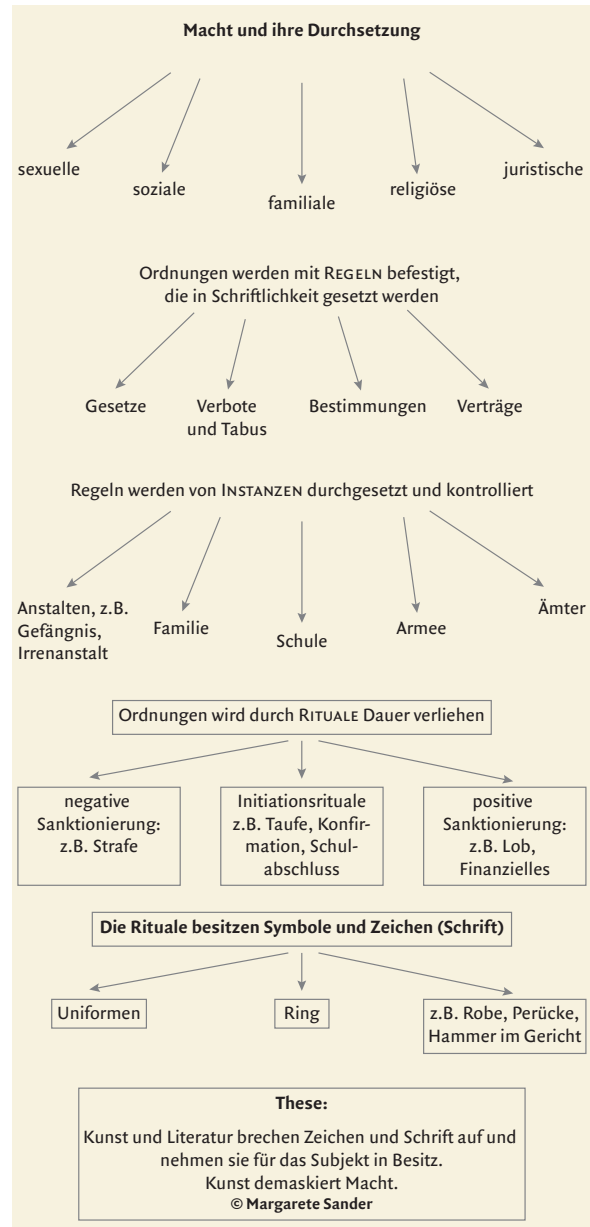 Macht und ihre Durchsetzung
sexuelle
soziale
familiale
religiöse
juristische
Ordnungen werden mit REGELN befestigt,
die in Schriftlichkeit gesetzt werden
Gesetze
Verbote
und Tabus
Bestimmungen
Verträge
Regeln werden von INSTANZEN durchgesetzt und kontrolliert
Anstalten, z.B.
Gefängnis,
Irrenanstalt
Familie
Schule
Armee
Ämter
Ordnungen wird durch RITUALE Dauer verliehen
negative
Sanktionierung:
z.B. Strafe
Initiationsrituale
z.B. Taufe, Konfir-
mation, Schul-
abschluss
positive
Sanktionierung:
z.B. Lob,
Finanzielles
Die Rituale besitzen Symbole und Zeichen (Schrift)
Uniformen
Ring
z.B. Robe, Perücke,
Hammer im Gericht
These:
Kunst und Literatur brechen Zeichen und Schrift auf und
nehmen sie für das Subjekt in Besitz.
Kunst demaskiert Macht.
© Margarete Sander